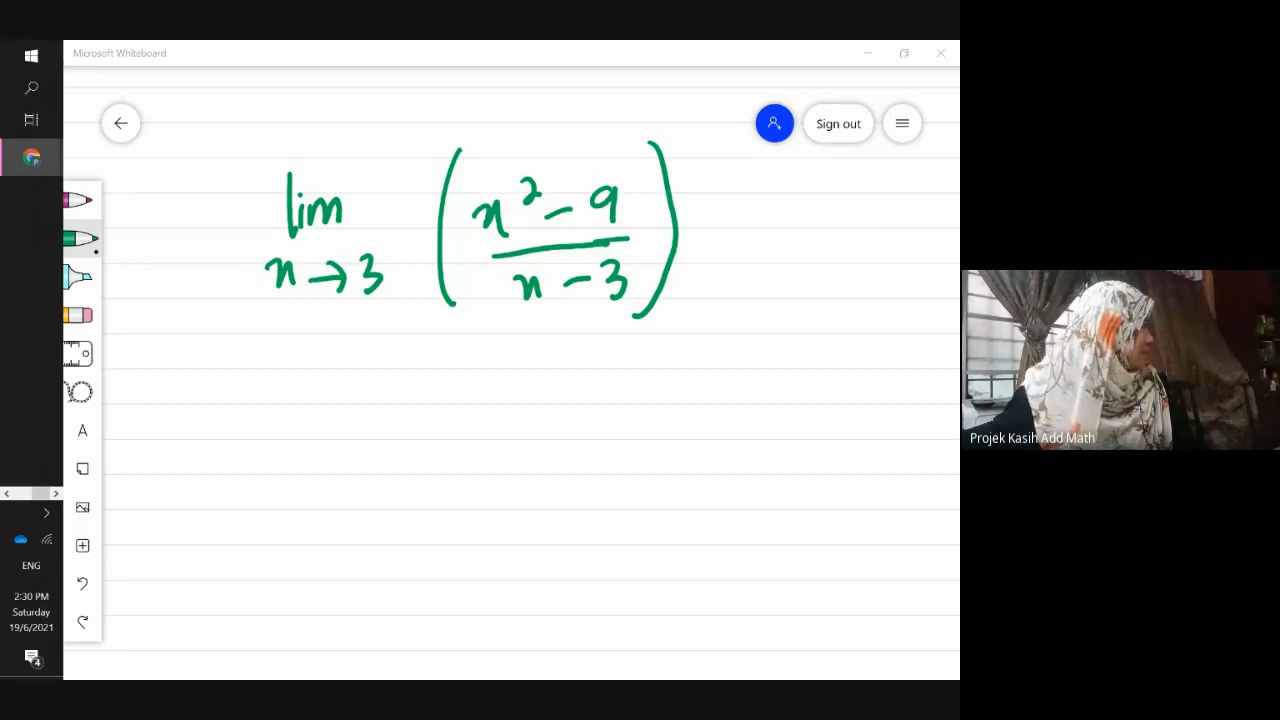 Microsoft Whiteboard
Sign out
lim
x → 3
( x² - 9 / x - 3 )
Projek Kasih Add Math
ENG
2:30 PM
Saturday
19/6/2021
4
A